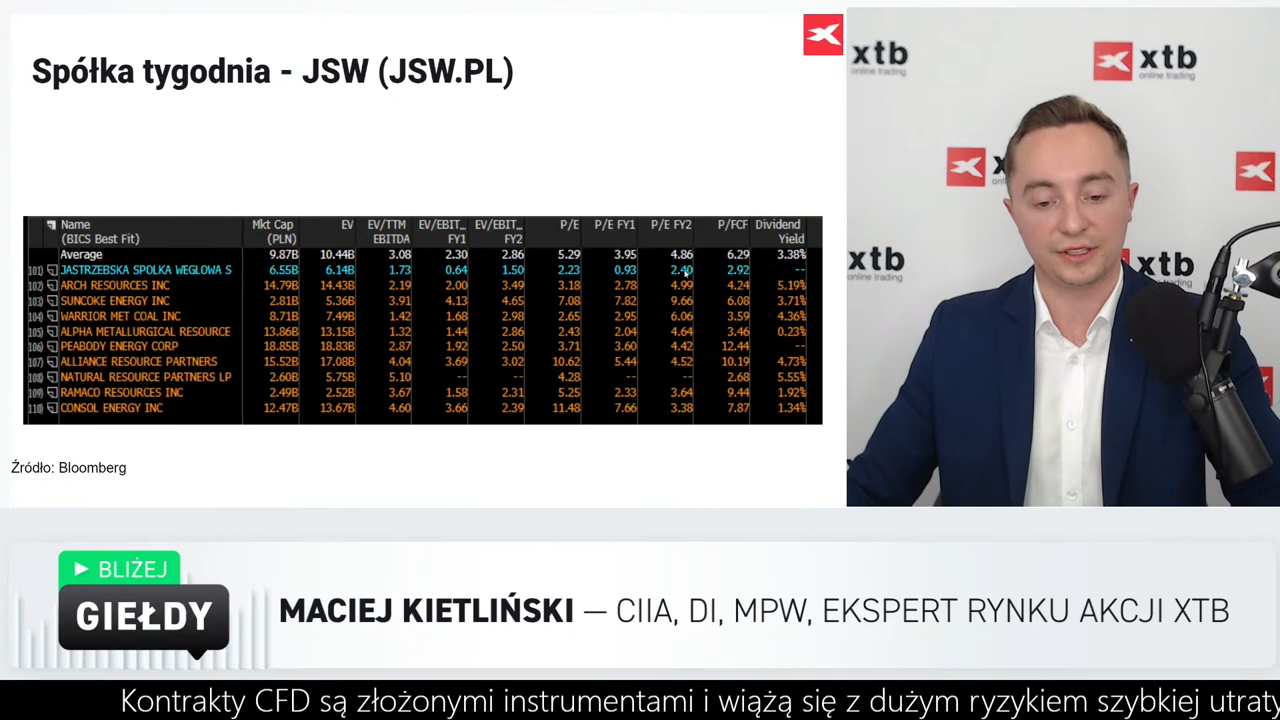 Spółka tygodnia - JSW (JSW.PL)
xtb
online trading
xtb
online trading
Name Mkt Cap EV EV/TTM EV/EBIT_ EV/EBIT_ P/E P/E FY1 P/E FY2 P/FCF Dividend
(BICS Best Fit) (PLN) EBITDA FY1 FY2 Yield
Average 9.87B 10.44B 3.08 2.30 2.86 5.29 3.95 4.86 6.29 3.38%
101) JASTRZEBSKA SPOLKA WEGLOWA S 6.55B 6.14B 1.73 0.64 1.50 2.23 0.93 2.40 2.92 --
102) ARCH RESOURCES INC 14.79B 14.43B 2.19 2.00 3.49 3.18 2.78 4.99 4.24 5.19%
103) SUNCOKE ENERGY INC 2.81B 5.36B 3.91 4.13 4.65 7.08 7.82 9.66 6.08 3.71%
104) WARRIOR MET COAL INC 8.71B 7.49B 1.42 1.68 2.98 2.65 2.95 6.06 3.59 4.36%
105) ALPHA METALLURGICAL RESOURCE 13.86B 13.15B 1.32 1.44 2.86 2.43 2.04 4.64 3.46 0.23%
106) PEABODY ENERGY CORP 18.85B 18.83B 2.87 1.92 2.50 3.71 3.60 4.42 12.44 --
107) ALLIANCE RESOURCE PARTNERS 15.52B 17.08B 4.04 3.69 3.02 10.62 5.44 4.52 10.19 4.73%
108) NATURAL RESOURCE PARTNERS LP 2.60B 5.75B 5.10 -- -- 4.28 2.68 5.55%
109) RAMACO RESOURCES INC 2.49B 2.52B 3.67 1.58 2.31 5.25 2.33 3.64 9.44 1.92%
110) CONSOL ENERGY INC 12.47B 13.67B 4.60 3.66 2.39 11.48 7.66 3.38 7.87 1.34%
Źródło: Bloomberg
xtb
online trading
BLIŻEJ
GIEŁDY
MACIEJ KIETLIŃSKI – CIIA, DI, MPW, EKSPERT RYNKU AKCJI XTB
Kontrakty CFD są złożonymi instrumentami i wiążą się z dużym ryzykiem szybkiej utraty